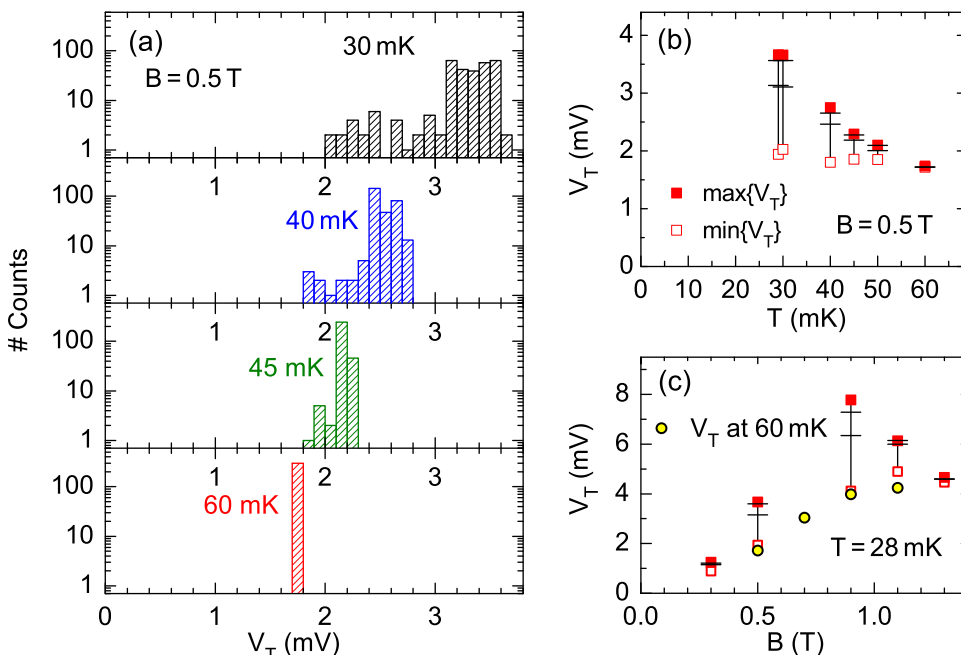 (a)
30 mK
B = 0.5 T
100
10
1
1 2 3
40 mK
100
10
1
1 2 3
45 mK
100
10
1
1 2 3
60 mK
100
10
1
0 1 2 3
# Counts
V_T (mV)
(b)
4
3
2
1
0
V_T (mV)
max{V_T}
min{V_T}
B = 0.5 T
0 10 20 30 40 50 60
T (mK)
(c)
8
6
4
2
0
V_T (mV)
V_T at 60 mK
T = 28 mK
0.0 0.5 1.0
B (T)